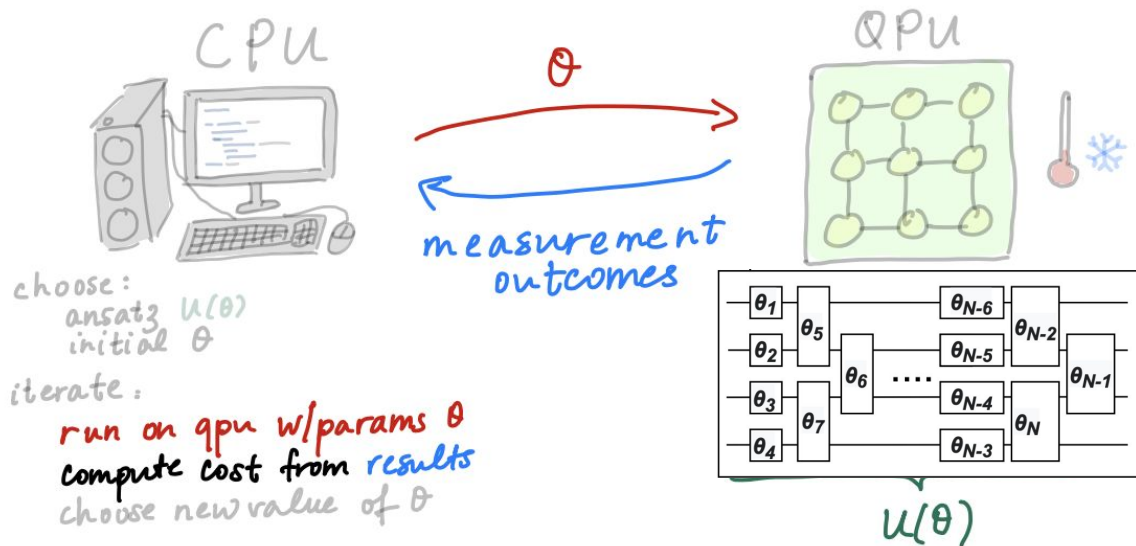 CPU
QPU
θ
measurement
outcomes
choose:
ansatz U(θ)
initial θ
iterate:
run on qpu w/params θ
compute cost from results
choose new value of θ
θ1 θ5 θN-6 θN-2
θ2 θ6 θN-5 θN-1
θ3 θ7 .... θN-4 θN
θ4 θN-3
U(θ)